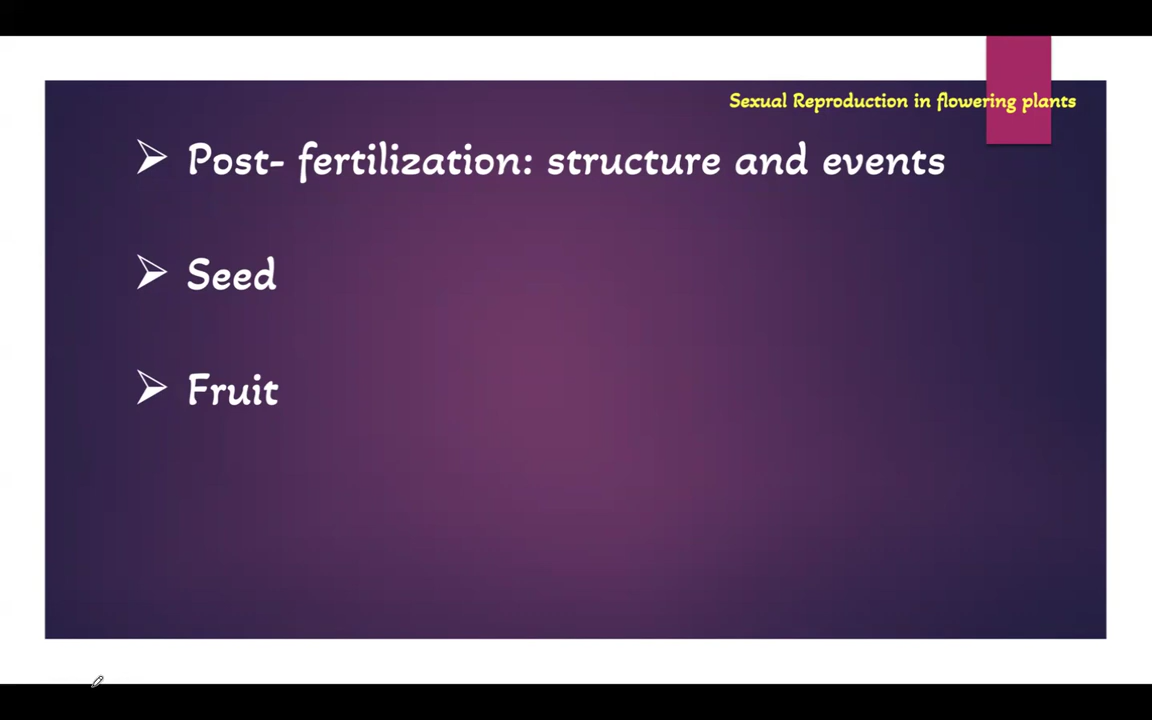 Sexual Reproduction in flowering plants
➢ Post- fertilization: structure and events
➢ Seed
➢ Fruit